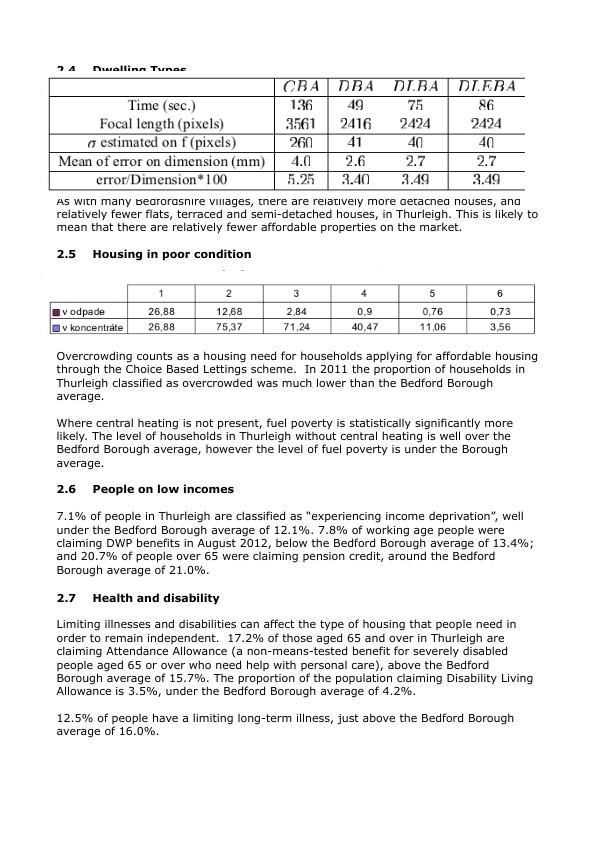 2.4 Dwelling Types
CBA DBA DLBA DLEBA
Time (sec.) 136 49 75 86
Focal length (pixels) 3561 2416 2424 2424
σ estimated on f (pixels) 260 41 40 40
Mean of error on dimension (mm) 4.0 2.6 2.7 2.7
error/Dimension*100 5.25 3.40 3.49 3.49
As with many Bedfordshire villages, there are relatively more detached houses, and
relatively fewer flats, terraced and semi-detached houses, in Thurleigh. This is likely to
mean that there are relatively fewer affordable properties on the market.
2.5 Housing in poor condition
1 2 3 4 5 6
v odpade 26,88 12,68 2,84 0,9 0,76 0,73
v koncentráte 26,88 75,37 71,24 40,47 11,06 3,56
Overcrowding counts as a housing need for households applying for affordable housing
through the Choice Based Lettings scheme. In 2011 the proportion of households in
Thurleigh classified as overcrowded was much lower than the Bedford Borough
average.
Where central heating is not present, fuel poverty is statistically significantly more
likely. The level of households in Thurleigh without central heating is well over the
Bedford Borough average, however the level of fuel poverty is under the Borough
average.
2.6 People on low incomes
7.1% of people in Thurleigh are classified as “experiencing income deprivation”, well
under the Bedford Borough average of 12.1%. 7.8% of working age people were
claiming DWP benefits in August 2012, below the Bedford Borough average of 13.4%;
and 20.7% of people over 65 were claiming pension credit, around the Bedford
Borough average of 21.0%.
2.7 Health and disability
Limiting illnesses and disabilities can affect the type of housing that people need in
order to remain independent. 17.2% of those aged 65 and over in Thurleigh are
claiming Attendance Allowance (a non-means-tested benefit for severely disabled
people aged 65 or over who need help with personal care), above the Bedford
Borough average of 15.7%. The proportion of the population claiming Disability Living
Allowance is 3.5%, under the Bedford Borough average of 4.2%.
12.5% of people have a limiting long-term illness, just above the Bedford Borough
average of 16.0%.